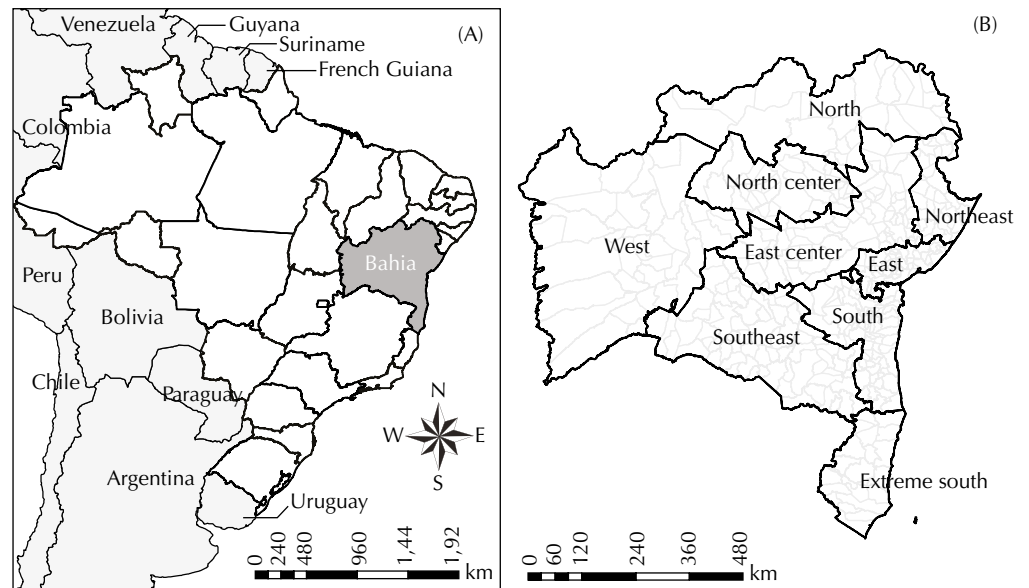 (A)
Venezuela
Guyana
Suriname
French Guiana
Colombia
Peru
Bahia
Bolivia
Chile
Paraguay
Argentina
Uruguay
N
W E
S
0 240 480 960 1,44 1,92
km
(B)
North
North center
Northeast
West
East center
East
South
Southeast
Extreme south
0 60 120 240 360 480
km